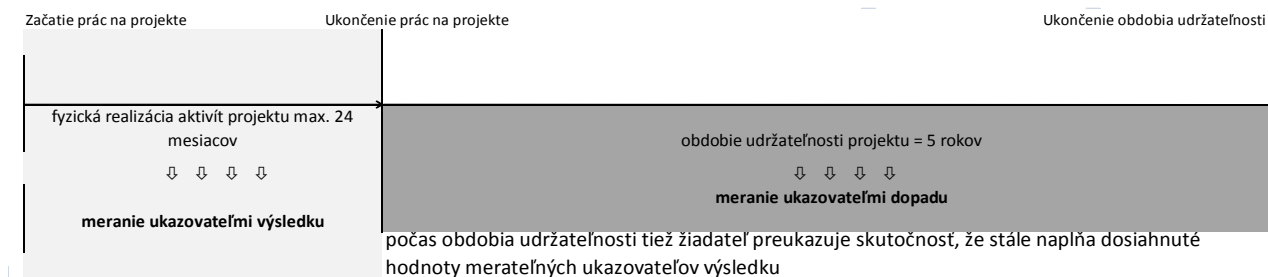 Začatie prác na projekte
Ukončenie prác na projekte
Ukončenie obdobia udržateľnosti
fyzická realizácia aktivít projektu max. 24
mesiacov
meranie ukazovateľmi výsledku
obdobie udržateľnosti projektu = 5 rokov
meranie ukazovateľmi dopadu
počas obdobia udržateľnosti tiež žiadateľ preukazuje skutočnosť, že stále napĺňa dosiahnuté
hodnoty merateľných ukazovateľov výsledku